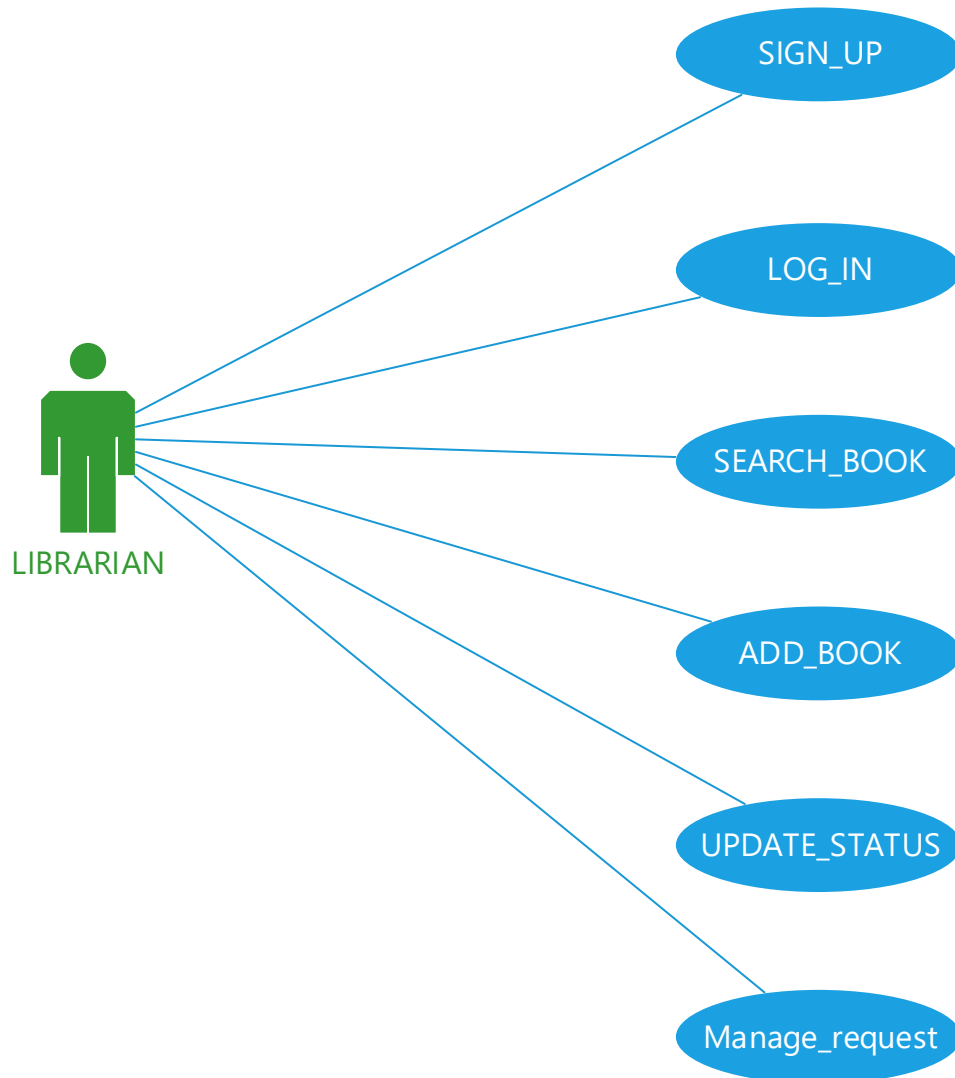 SIGN_UP
LOG_IN
SEARCH_BOOK
LIBRARIAN
ADD_BOOK
UPDATE_STATUS
Manage_request